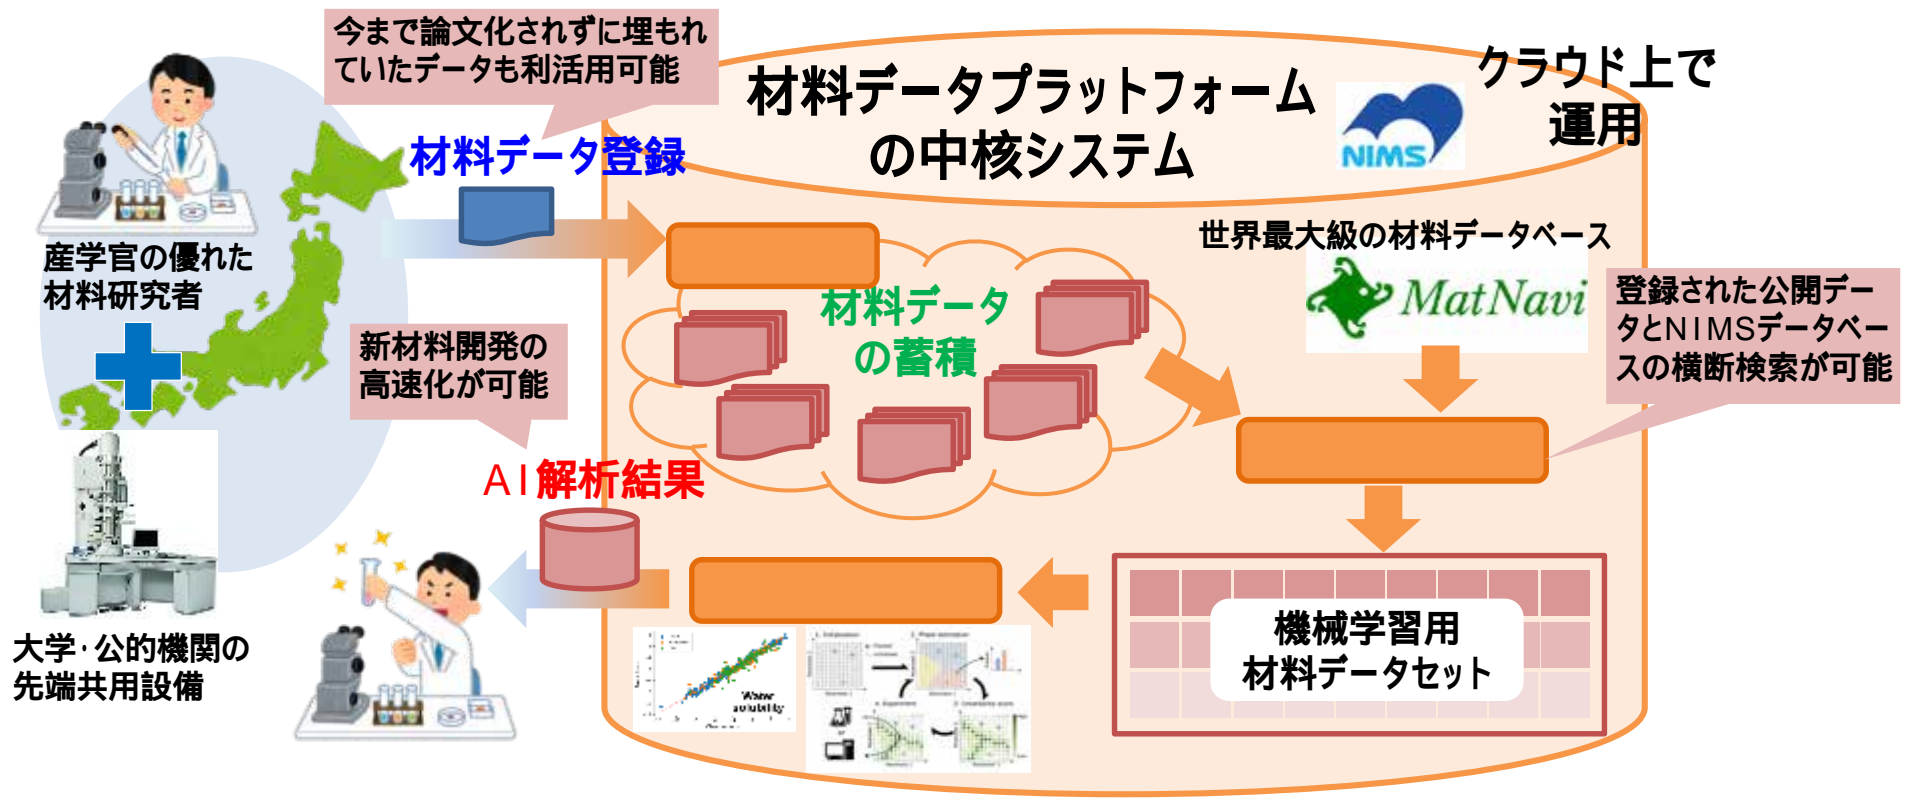 今まで論文化されずに埋もれ
ていたデータも利活用可能
材料データプラットフォーム
の中核システム
NIMS
クラウド上で
運用
材料データ登録
産学官の優れた
材料研究者
世界最大級の材料データベース
MatNavi
登録された公開デー
タとNIMSデータベー
スの横断検索が可能
材料データ
の蓄積
新材料開発の
高速化が可能
AI解析結果
大学・公的機関の
先端共用設備
機械学習用
材料データセット
Water
solubility